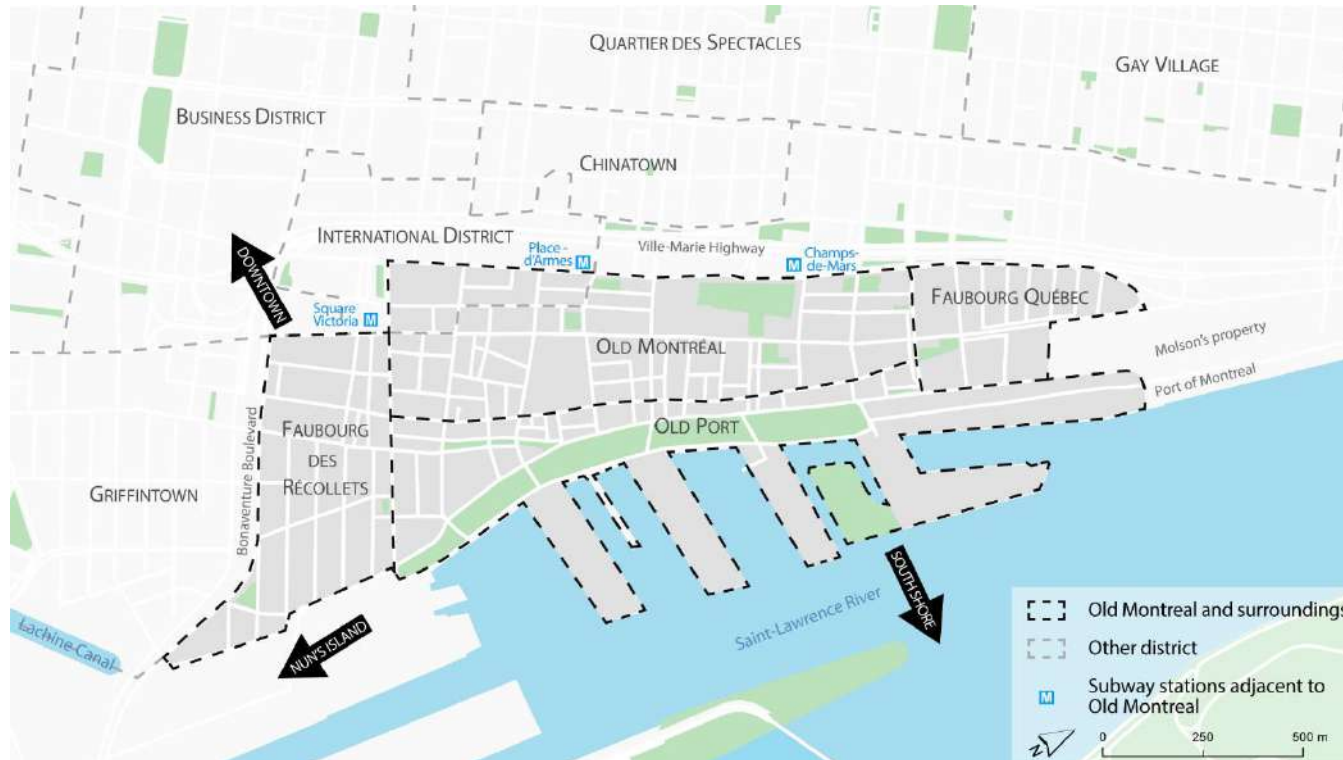 QUARTIER DES SPECTACLES
GAY VILLAGE
BUSINESS DISTRICT
CHINATOWN
INTERNATIONAL DISTRICT
Place-
d'Armes M
Ville-Marie Highway
M Champs-
de-Mars
DOWNTOWN
Square
Victoria M
FAUBOURG QUÉBEC
OLD MONTRÉAL
Molson's property
Port of Montreal
Bonaventure Boulevard
FAUBOURG
DES
RÉCOLLETS
OLD PORT
GRIFFINTOWN
SOUTH SHORE
Saint-Lawrence River
NUN'S ISLAND
Lachine Canal
Old Montreal and surroundings
Other district
M Subway stations adjacent to
Old Montreal
0 250 500 m